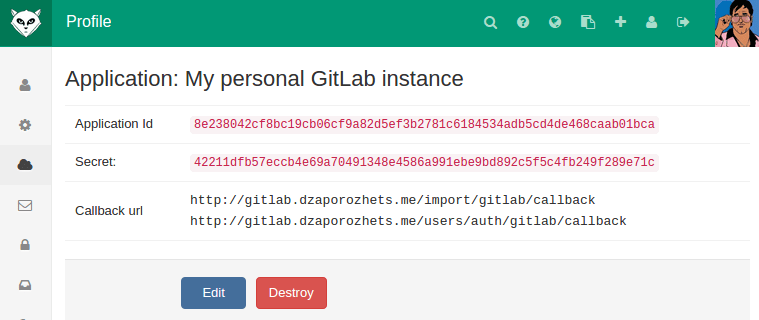 Profile
Application: My personal GitLab instance
Application Id 8e238042cf8bc19cb06cf9a82d5ef3b2781c6184534adb5cd4de468caab01bca
Secret: 42211dfb57eccb4e69a70491348e4586a991ebe9bd892c5f5c4fb249f289e71c
Callback url
http://gitlab.dzaporozhets.me/import/gitlab/callback
http://gitlab.dzaporozhets.me/users/auth/gitlab/callback
Edit Destroy